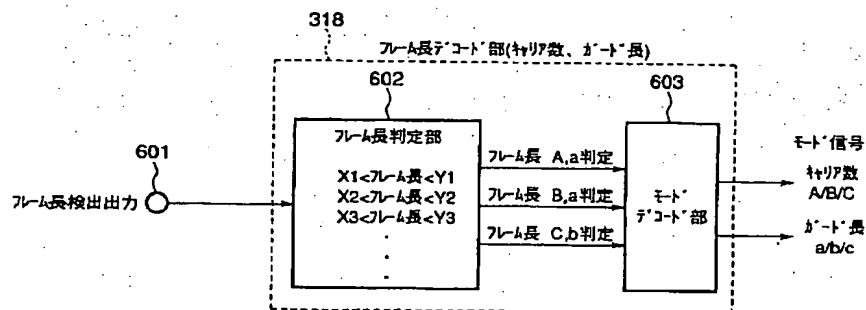 318
フレーム長デコード部(キャリア数、ガード長)
602
603
フレーム長判定部
モード信号
601
フレーム長 A,a判定
キャリア数
X1<フレーム長<Y1
A/B/C
フレーム長検出出力
X2<フレーム長<Y2
フレーム長 B,a判定
モード
デコード部
X3<フレーム長<Y3
ガード長
フレーム長 C,b判定
a/b/c